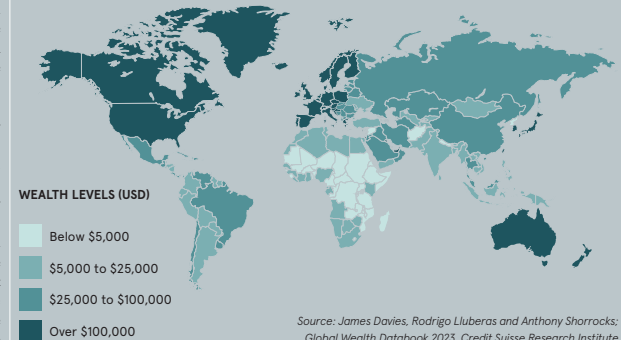 WEALTH LEVELS (USD)
Below $5,000
$5,000 to $25,000
$25,000 to $100,000
Over $100,000
Source: James Davies, Rodrigo Lluberas and Anthony Shorrocks;
Global Wealth Databook 2023, Credit Suisse Research Institute